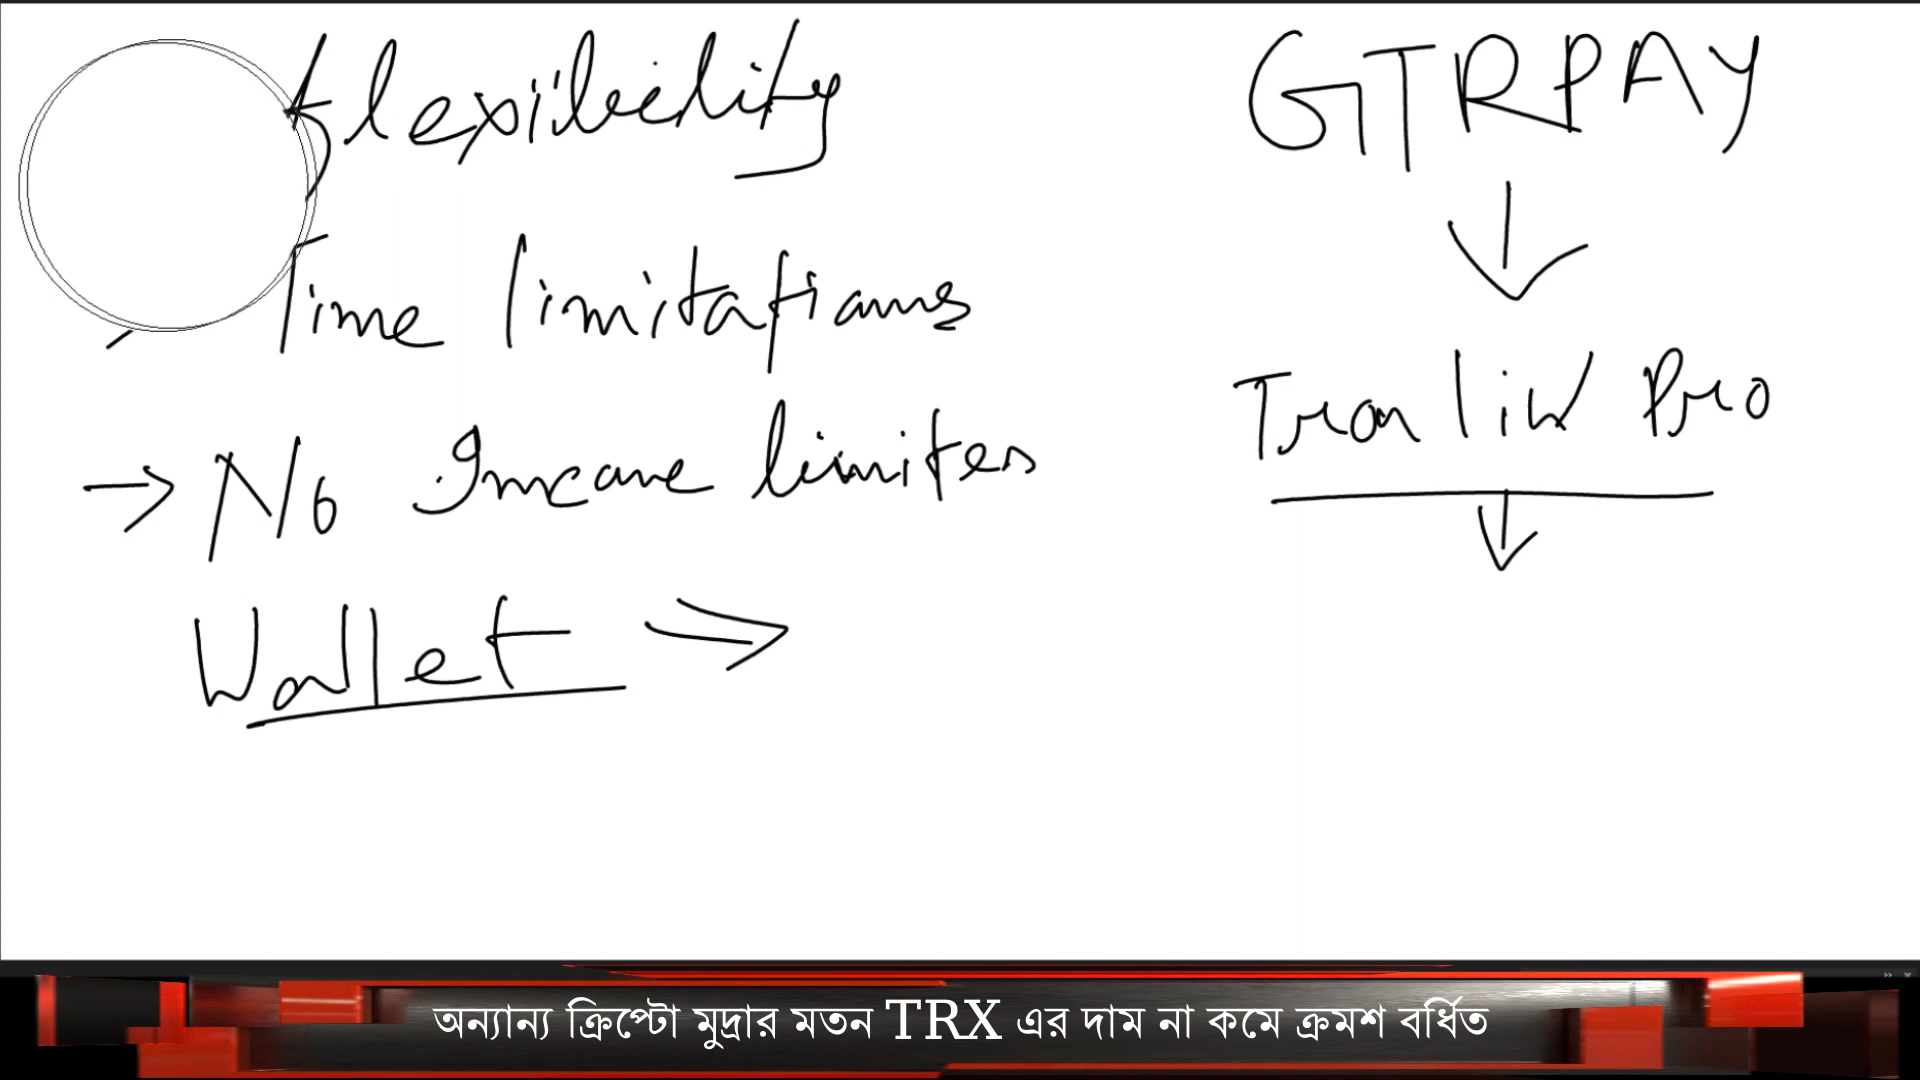 flexibility
Time limitations
→ No Income limites
Wallet ⇒
GTRPAY
↓
Tronlink Pro
↓
অন্যান্য ক্রিপ্টো মুদ্রার মতন TRX এর দাম না কমে ক্রমশ বর্ধিত